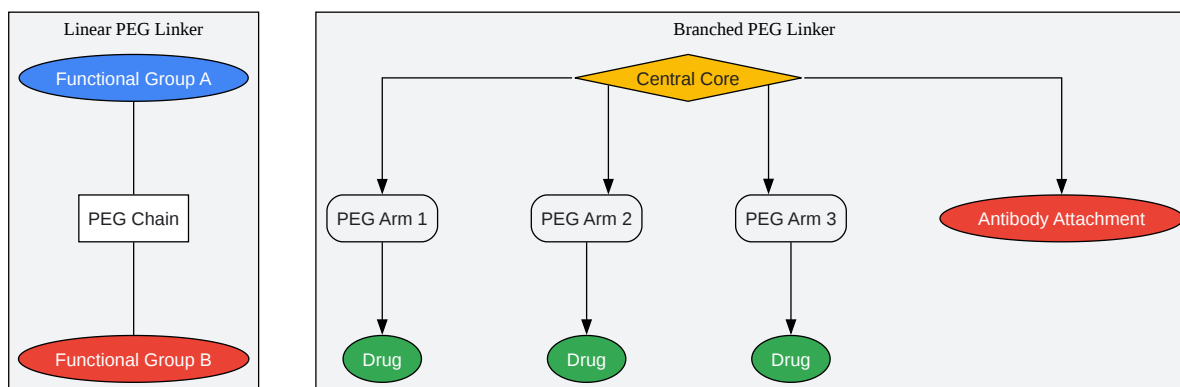 Linear PEG Linker
Functional Group A
PEG Chain
Functional Group B
Branched PEG Linker
Central Core
PEG Arm 1
PEG Arm 2
PEG Arm 3
Antibody Attachment
Drug
Drug
Drug